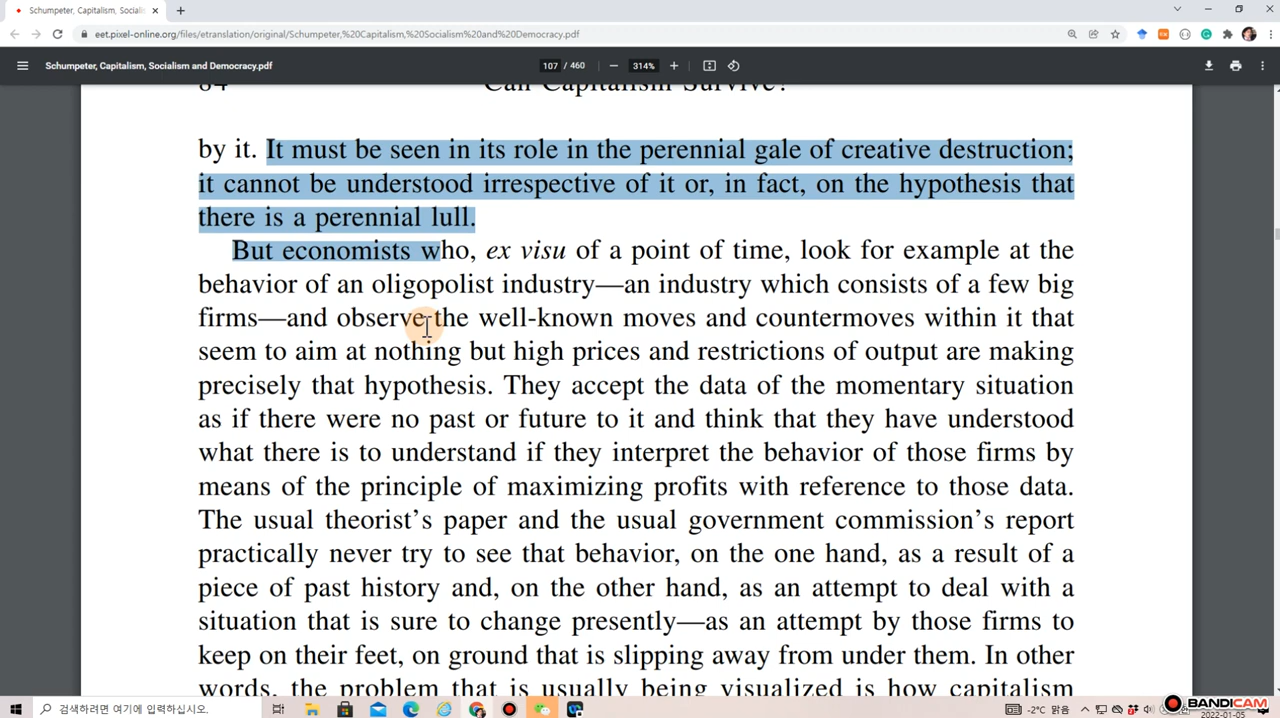 Schumpeter, Capitalism, Sociali
eet.pixel-online.org/files/etranslation/original/Schumpeter,%20Capitalism,%20Socialism%20and%20Democracy.pdf
Schumpeter, Capitalism, Socialism and Democracy.pdf
107 / 460
314%
84 Can Capitalism Survive?
by it. It must be seen in its role in the perennial gale of creative destruction;
it cannot be understood irrespective of it or, in fact, on the hypothesis that
there is a perennial lull.
But economists who, ex visu of a point of time, look for example at the
behavior of an oligopolist industry—an industry which consists of a few big
firms—and observe the well-known moves and countermoves within it that
seem to aim at nothing but high prices and restrictions of output are making
precisely that hypothesis. They accept the data of the momentary situation
as if there were no past or future to it and think that they have understood
what there is to understand if they interpret the behavior of those firms by
means of the principle of maximizing profits with reference to those data.
The usual theorist's paper and the usual government commission's report
practically never try to see that behavior, on the one hand, as a result of a
piece of past history and, on the other hand, as an attempt to deal with a
situation that is sure to change presently—as an attempt by those firms to
keep on their feet, on ground that is slipping away from under them. In other
words, the problem that is usually being visualized is how capitalism
검색하려면 여기에 입력하십시오.
-2°C 맑음
BANDICAM
2022-01-05